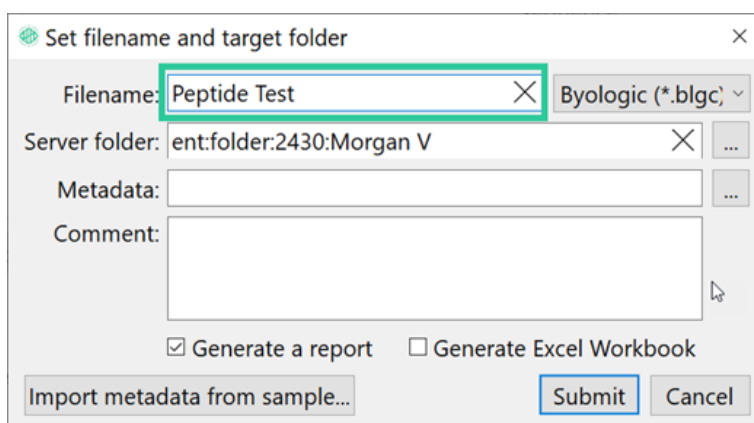 Set filename and target folder
Filename: Peptide Test Byologic (*.blgc)
Server folder: ent:folder:2430:Morgan V ...
Metadata: ...
Comment:
Generate a report Generate Excel Workbook
Import metadata from sample... Submit Cancel